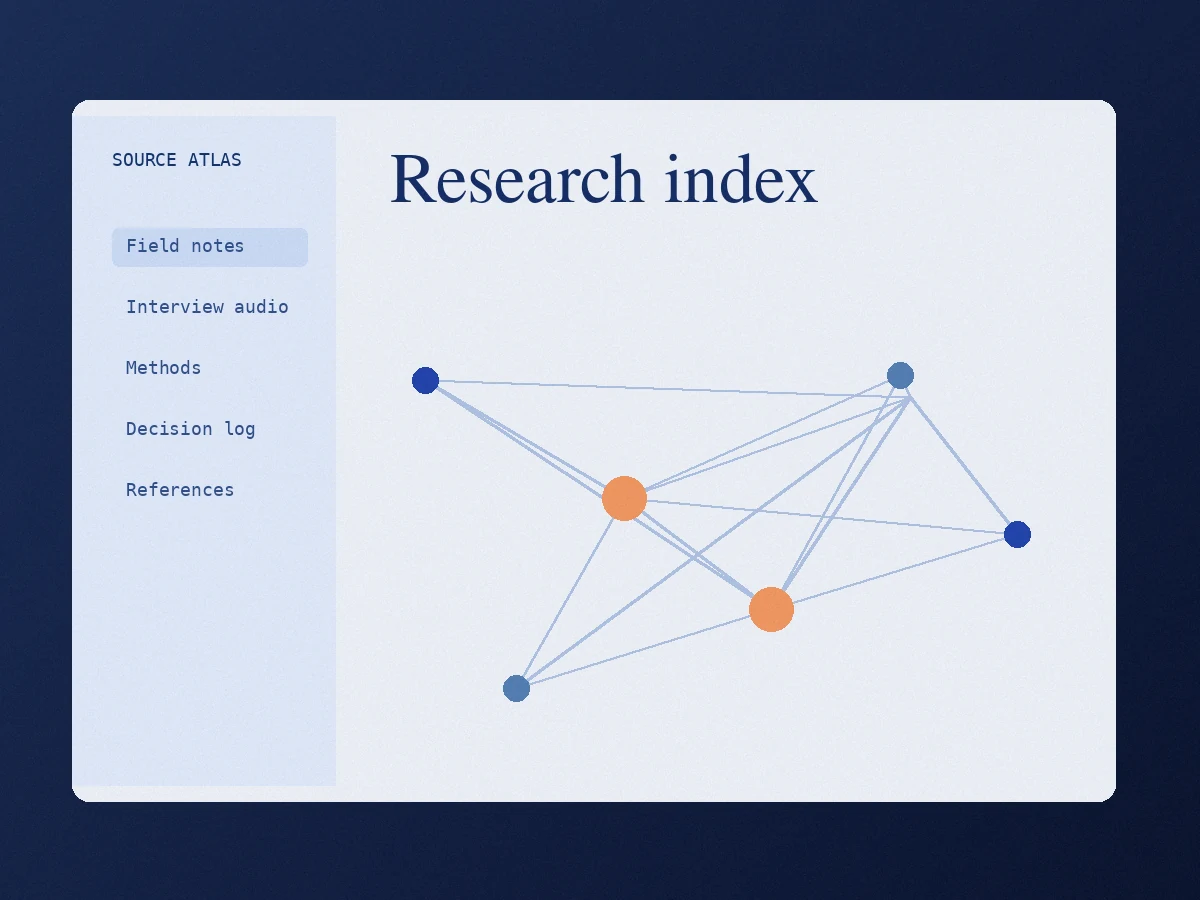 SOURCE ATLAS
Research index
Field notes
Interview audio
Methods
Decision log
References